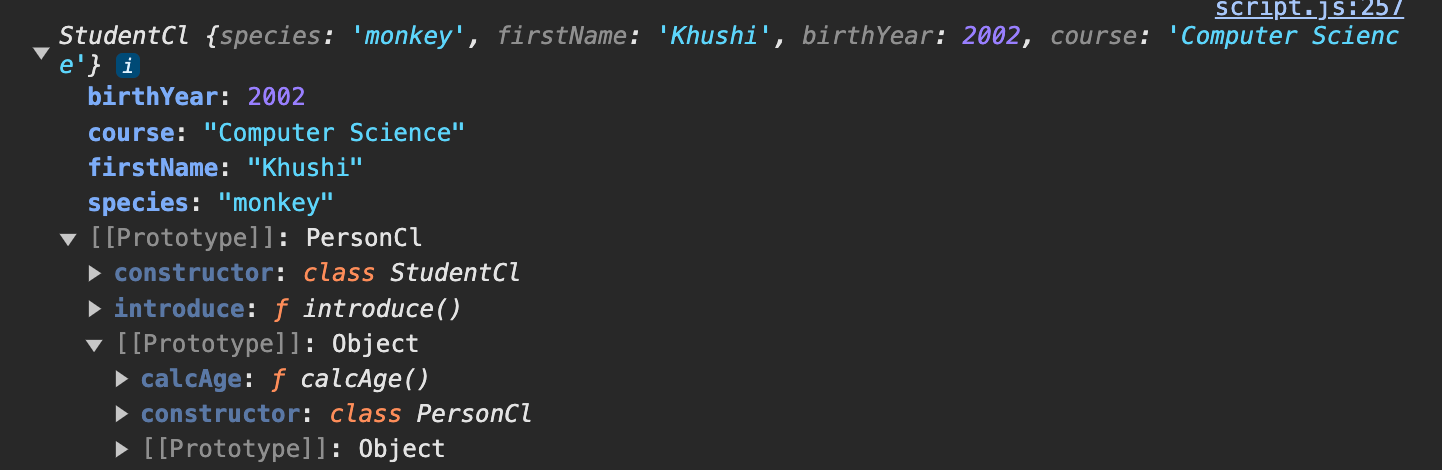 script.js:257
StudentCl {species: 'monkey', firstName: 'Khushi', birthYear: 2002, course: 'Computer Scienc
e'} i
birthYear: 2002
course: "Computer Science"
firstName: "Khushi"
species: "monkey"
[[Prototype]]: PersonCl
constructor: class StudentCl
introduce: ƒ introduce()
[[Prototype]]: Object
calcAge: ƒ calcAge()
constructor: class PersonCl
[[Prototype]]: Object